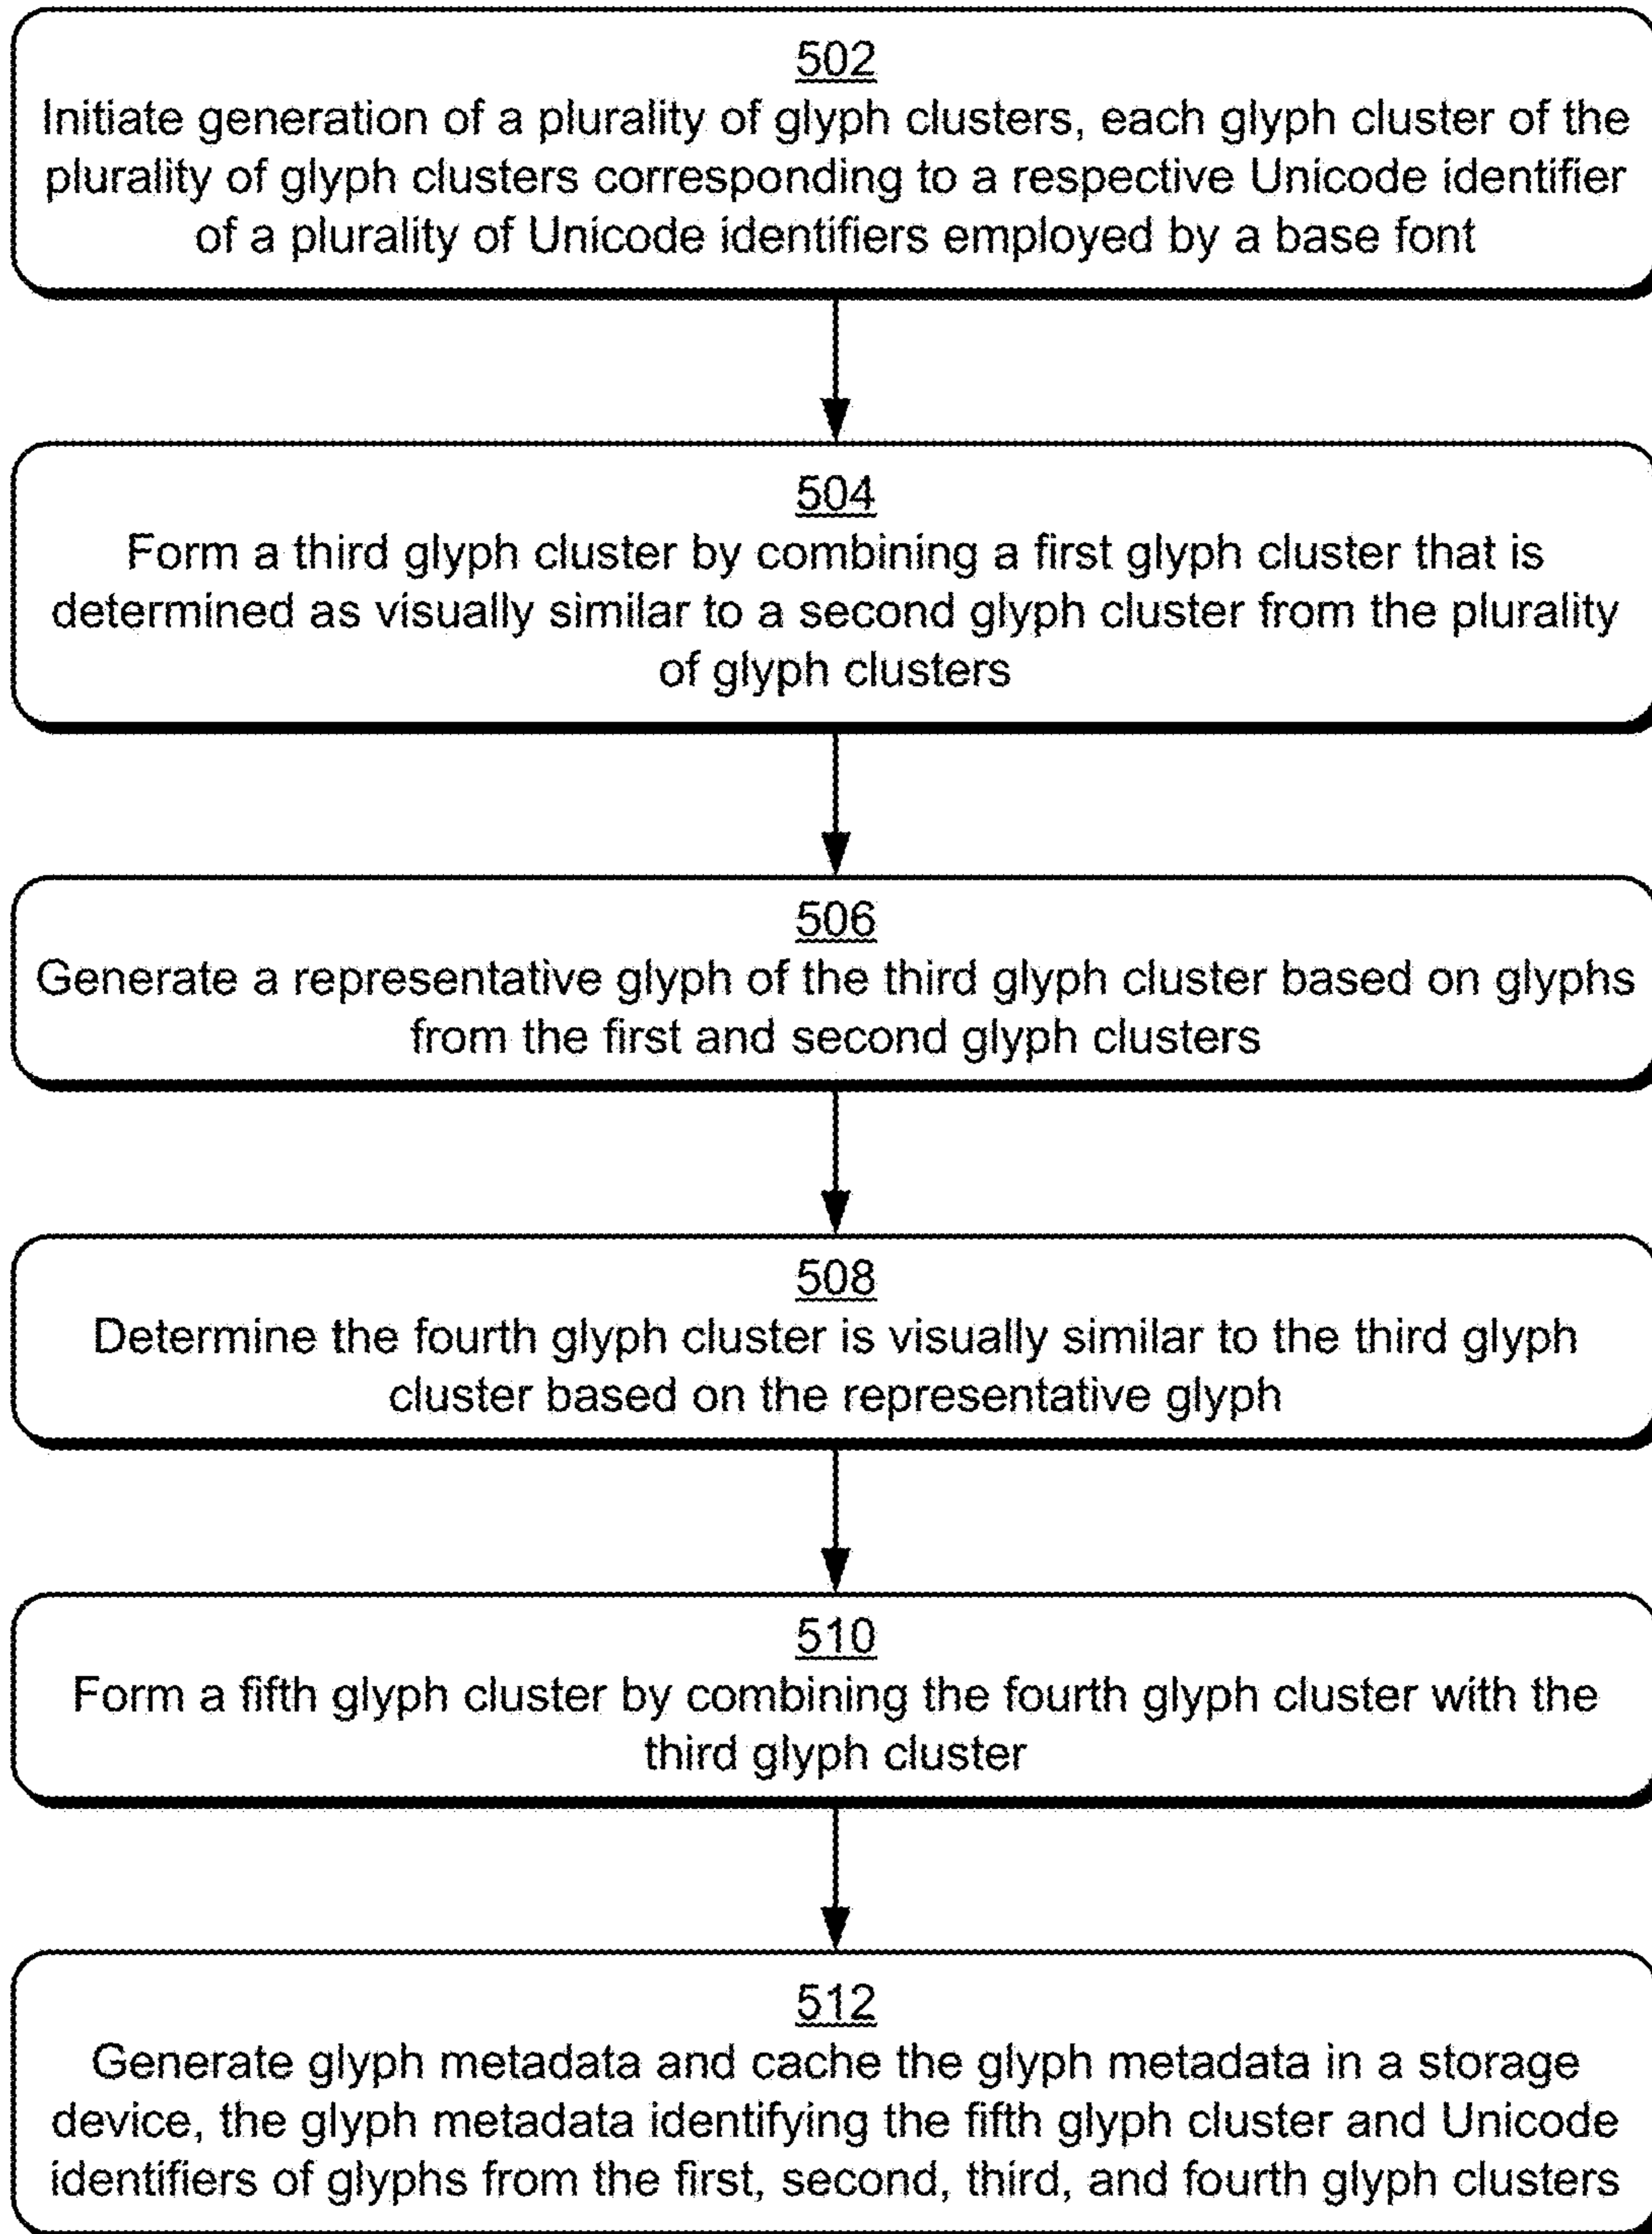 502
Initiate generation of a plurality of glyph clusters, each glyph cluster of the
plurality of glyph clusters corresponding to a respective Unicode identifier
of a plurality of Unicode identifiers employed by a base font
504
Form a third glyph cluster by combining a first glyph cluster that is
determined as visually similar to a second glyph cluster from the plurality
of glyph clusters
506
Generate a representative glyph of the third glyph cluster based on glyphs
from the first and second glyph clusters
508
Determine the fourth glyph cluster is visually similar to the third glyph
cluster based on the representative glyph
510
Form a fifth glyph cluster by combining the fourth glyph cluster with the
third glyph cluster
512
Generate glyph metadata and cache the glyph metadata in a storage
device, the glyph metadata identifying the fifth glyph cluster and Unicode
identifiers of glyphs from the first, second, third, and fourth glyph clusters